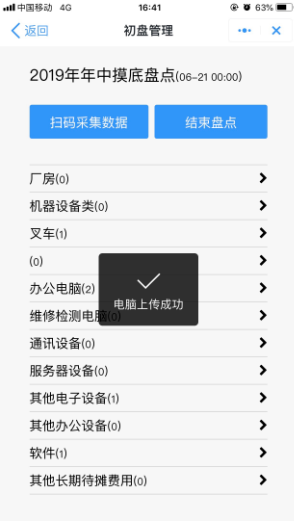 中国移动 4G 16:41 63%
返回 初盘管理
2019年年中摸底盘点(06-21 00:00)
扫码采集数据 结束盘点
厂房(0)
机器设备类(0)
叉车(1)
(0)
办公电脑(2)
电脑上传成功
维修检测电脑(0)
通讯设备(0)
服务器设备(0)
其他电子设备(1)
其他办公设备(0)
软件(1)
其他长期待摊费用(0)